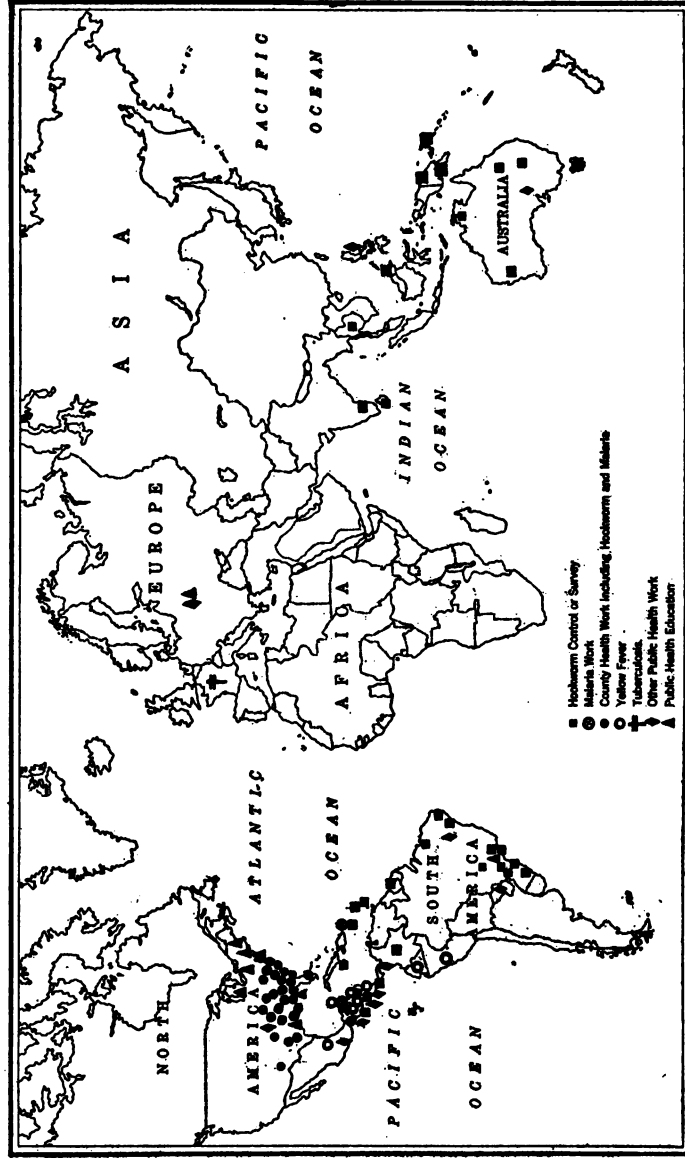 NORTH
AMERICA
ATLANTIC
OCEAN
PACIFIC
OCEAN
SOUTH
AMERICA
EUROPE
ASIA
AFRICA
INDIAN
OCEAN
PACIFIC
OCEAN
AUSTRALIA
Hookworm Control or Survey
Malaria Work
County Health Work including, Hookworm and Malaria
Yellow Fever
Tuberculosis
Other Public Health Work
Public Health Education